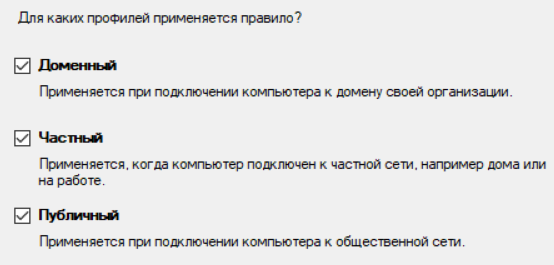 Для каких профилей применяется правило?
Доменный
Применяется при подключении компьютера к домену своей организации.
Частный
Применяется, когда компьютер подключен к частной сети, например дома или
на работе.
Публичный
Применяется при подключении компьютера к общественной сети.